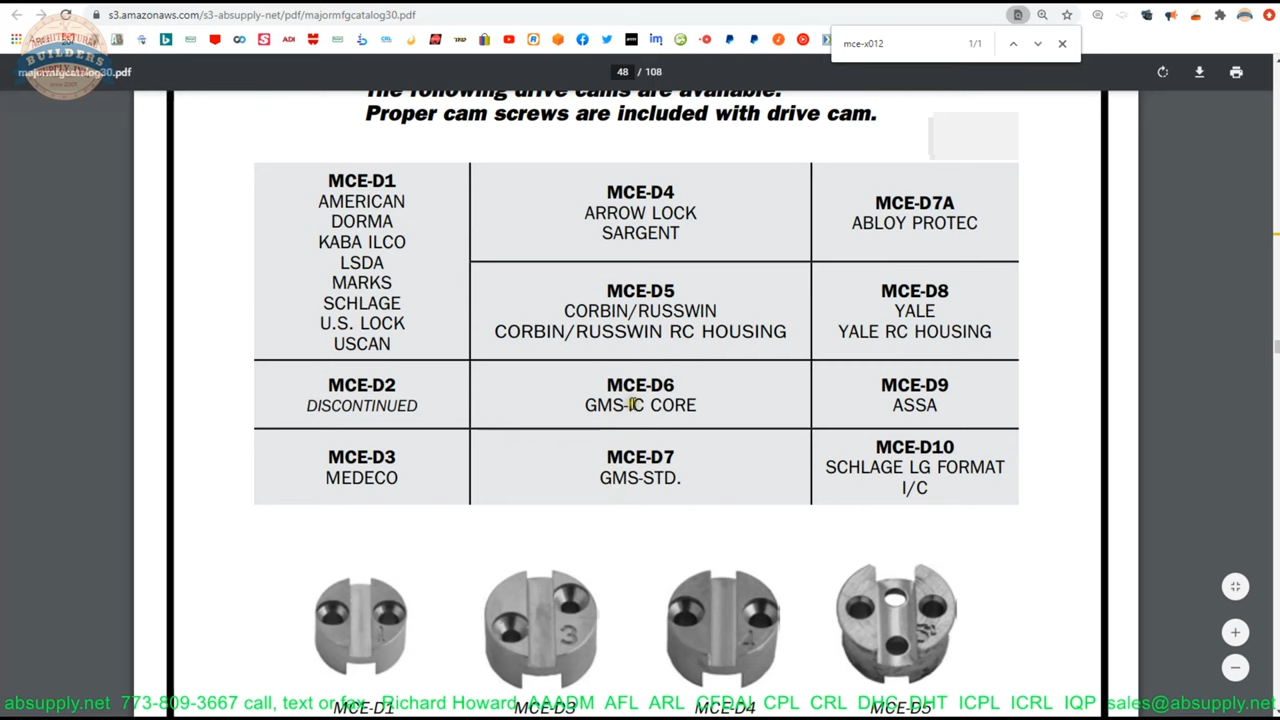 s3.amazonaws.com/s3-absupply-net/pdf/majormfgcatalog30.pdf
mce-x012 1/1
ARCHITECTURAL
BUILDERS
SUPPLY INC.
majormfgcatalog30.pdf
48 / 108
The following drive cams are available.
Proper cam screws are included with drive cam.
MCE-D1
AMERICAN
DORMA
KABA ILCO
LSDA
MARKS
SCHLAGE
U.S. LOCK
USCAN
MCE-D4
ARROW LOCK
SARGENT
MCE-D7A
ABLOY PROTEC
MCE-D5
CORBIN/RUSSWIN
CORBIN/RUSSWIN RC HOUSING
MCE-D8
YALE
YALE RC HOUSING
MCE-D2
DISCONTINUED
MCE-D6
GMS-IC CORE
MCE-D9
ASSA
MCE-D3
MEDECO
MCE-D7
GMS-STD.
MCE-D10
SCHLAGE LG FORMAT
I/C
3
MCE-D1 MCE-D3 MCE-D4 MCE-D5
absupply.net 773-809-3667 call, text or fax Richard Howard, AAADM AFL ARL CFDAI CPL CRL DHC DHT ICPL ICRL IQP sales@absupply.net